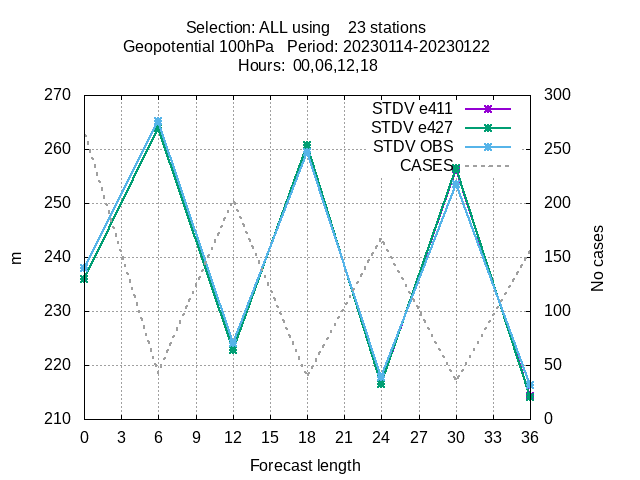 Selection: ALL using 23 stations
Geopotential 100hPa Period: 20230114-20230122
Hours: 00,06,12,18
270 300
STDV e411
STDV e427
260 250
STDV OBS
CASES
250 200
240 150
m
No cases
230 100
220 50
210 0
0 3 6 9 12 15 18 21 24 27 30 33 36
Forecast length